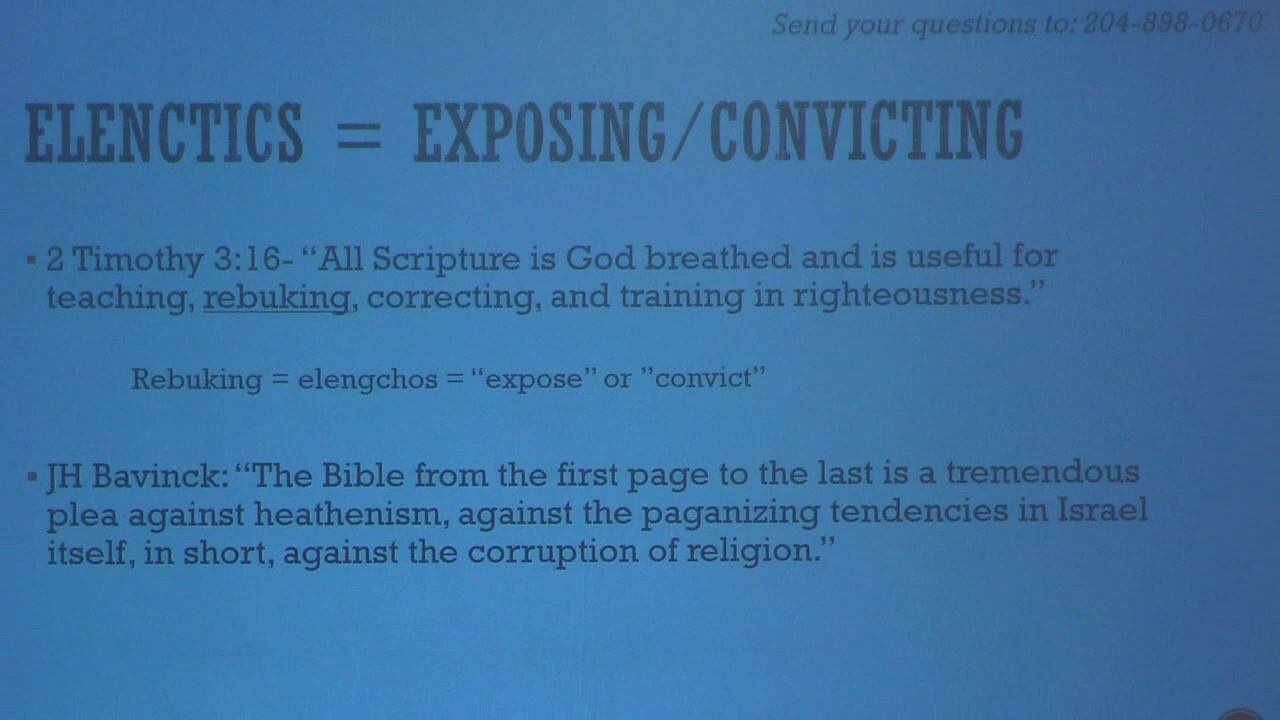 Send your questions to: 204-898-0670
ELENCTICS = EXPOSING/CONVICTING
▪ 2 Timothy 3:16- “All Scripture is God breathed and is useful for
teaching, rebuking, correcting, and training in righteousness.”
Rebuking = elengchos = “expose” or ”convict”
▪ JH Bavinck: “The Bible from the first page to the last is a tremendous
plea against heathenism, against the paganizing tendencies in Israel
itself, in short, against the corruption of religion.”